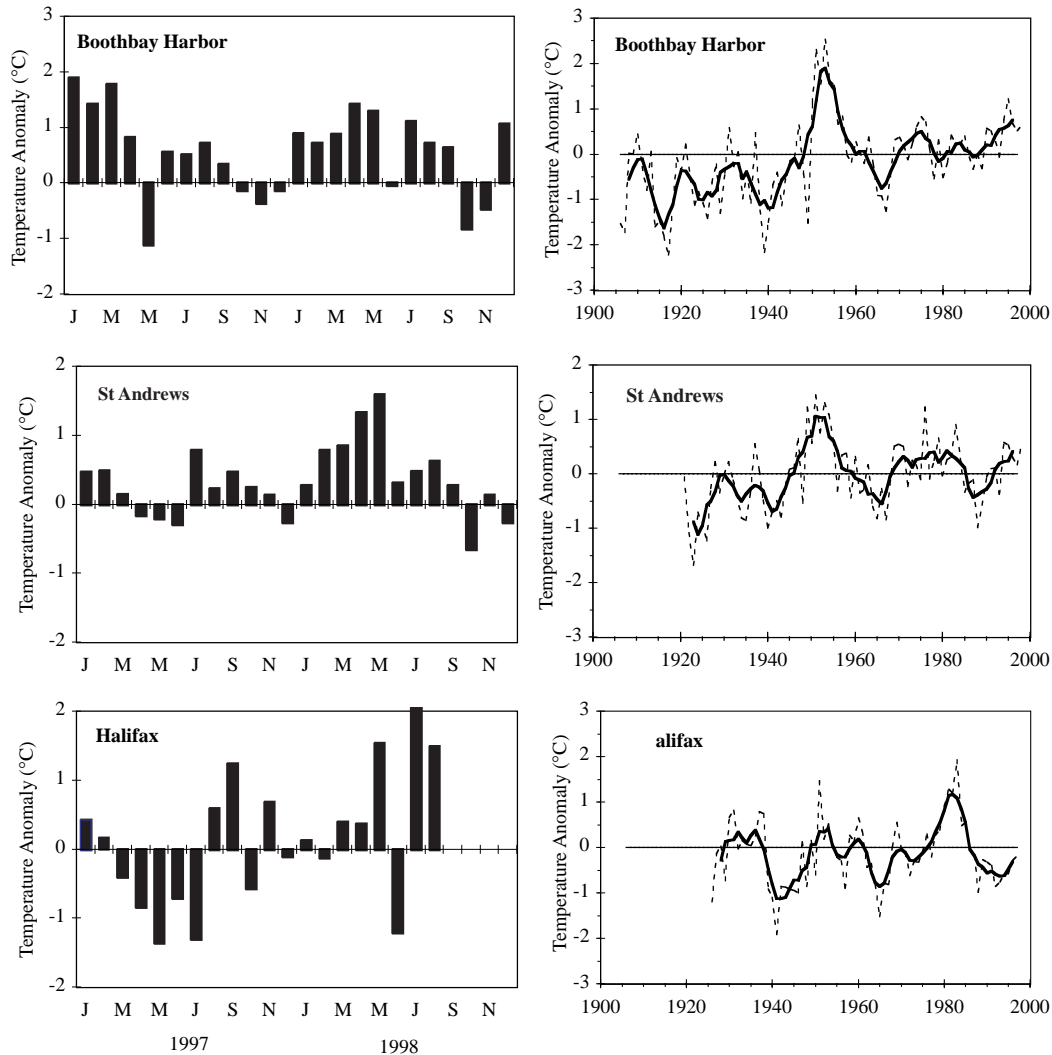 Boothbay Harbor
Temperature Anomaly (°C)
3
2
1
0
-1
-2
J M M J S N J M M J S N
Boothbay Harbor
Temperature Anomaly (°C)
3
2
1
0
-1
-2
-3
1900 1920 1940 1960 1980 2000
St Andrews
Temperature Anomaly (°C)
2
1
0
-1
-2
J M M J S N J M M J S N
St Andrews
Temperature Anomaly (°C)
2
1
0
-1
-2
-3
1900 1920 1940 1960 1980 2000
Halifax
Temperature Anomaly (°C)
2
1
0
-1
-2
J M M J S N J M M J S N
1997 1998
alifax
Temperature Anomaly (°C)
3
2
1
0
-1
-2
-3
1900 1920 1940 1960 1980 2000